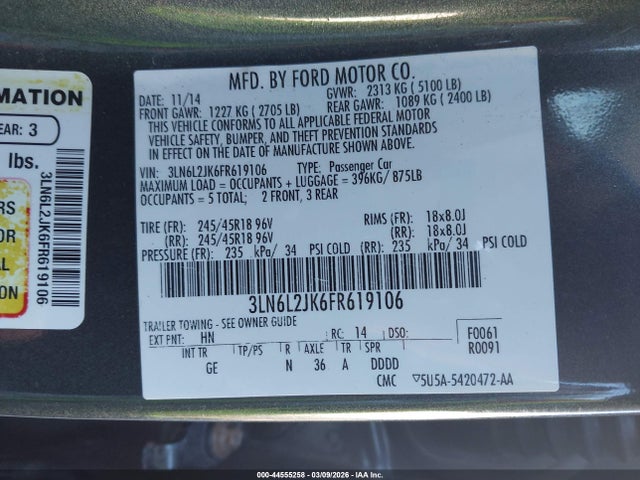 MFD. BY FORD MOTOR CO.
DATE: 11/14 GVWR: 2313 KG ( 5100 LB)
FRONT GAWR: 1227 KG ( 2705 LB) REAR GAWR: 1089 KG ( 2400 LB)
THIS VEHICLE CONFORMS TO ALL APPLICABLE FEDERAL MOTOR
VEHICLE SAFETY, BUMPER, AND THEFT PREVENTION STANDARDS
IN EFFECT ON THE DATE OF MANUFACTURE SHOWN ABOVE.
VIN: 3LN6L2JK6FR619106 TYPE: Passenger Car
MAXIMUM LOAD = OCCUPANTS + LUGGAGE = 396KG/ 875LB
OCCUPANTS = 5 TOTAL; 2 FRONT, 3 REAR
TIRE (FR): 245/45R18 96V RIMS (FR): 18x8.0J
(RR): 245/45R18 96V (RR): 18x8.0J
PRESSURE (FR): 235 kPa/ 34 PSI COLD (RR): 235 kPa/ 34 PSI COLD
3LN6L2JK6FR619106
TRAILER TOWING - SEE OWNER GUIDE
EXT PNT: HN RC: 14 DSO: F0061
INT TR TP/PS R AXLE TR SPR R0091
GE N 36 A DDDD
CMC ▽5U5A-5420472-AA
RMATION
EAR: 3
lbs.
RS
OR
AL
ON
3LN6L2JK6FR619106
000-44555258 - 03/09/2026 - IAA Inc.